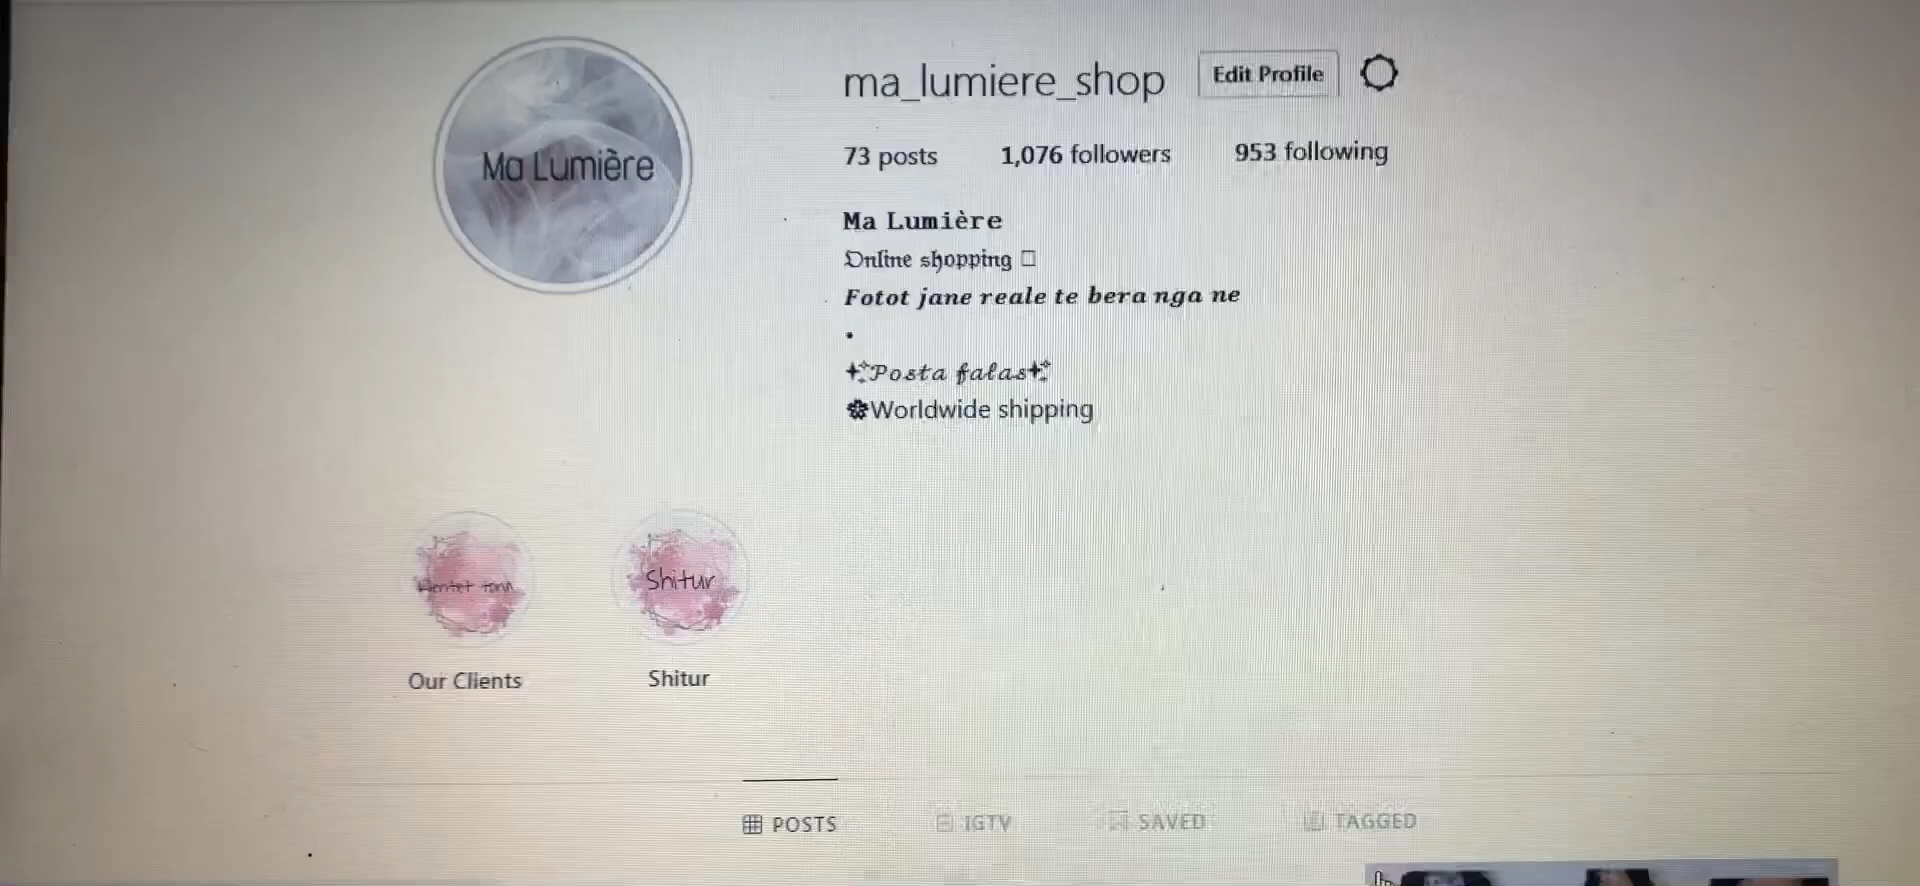 Ma Lumière
ma_lumiere_shop
Edit Profile
73 posts
1,076 followers
953 following
Ma Lumière
Online shopping
Fotot jane reale te bera nga ne
•
Posta falas
Worldwide shipping
Shitur
Our Clients
Shitur
POSTS
IGTV
SAVED
TAGGED